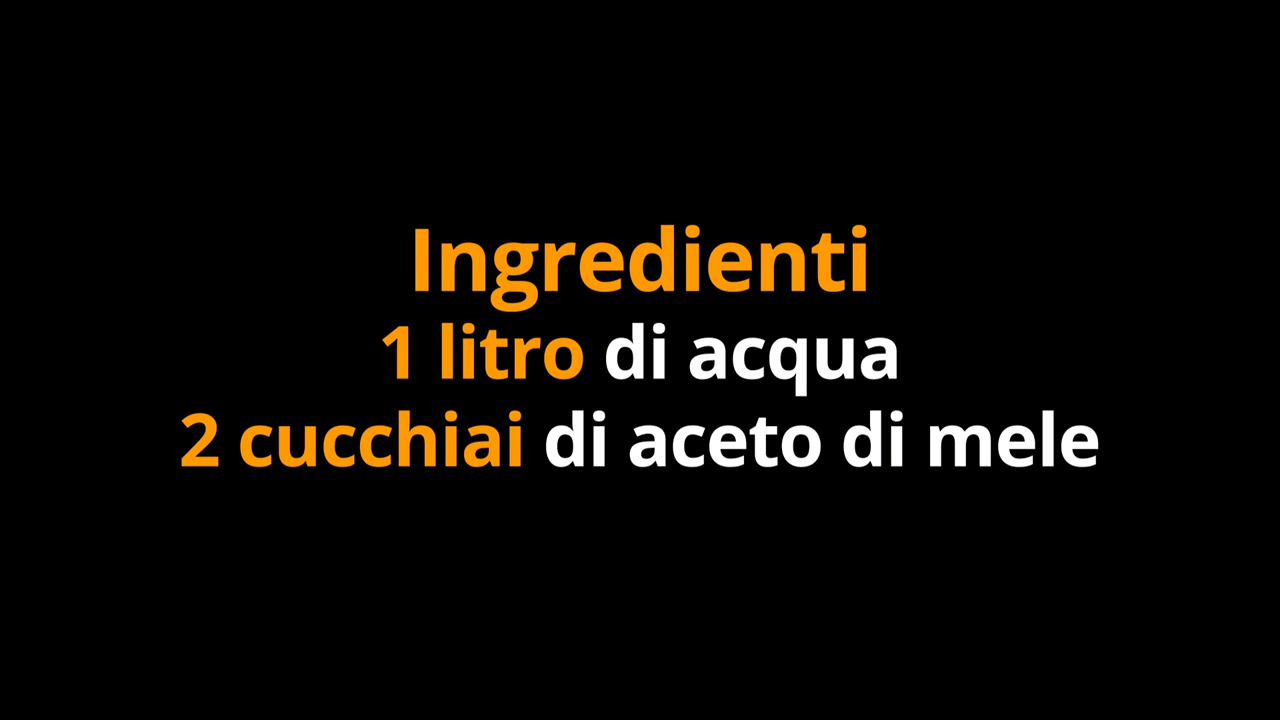 Ingredienti
1 litro di acqua
2 cucchiai di aceto di mele